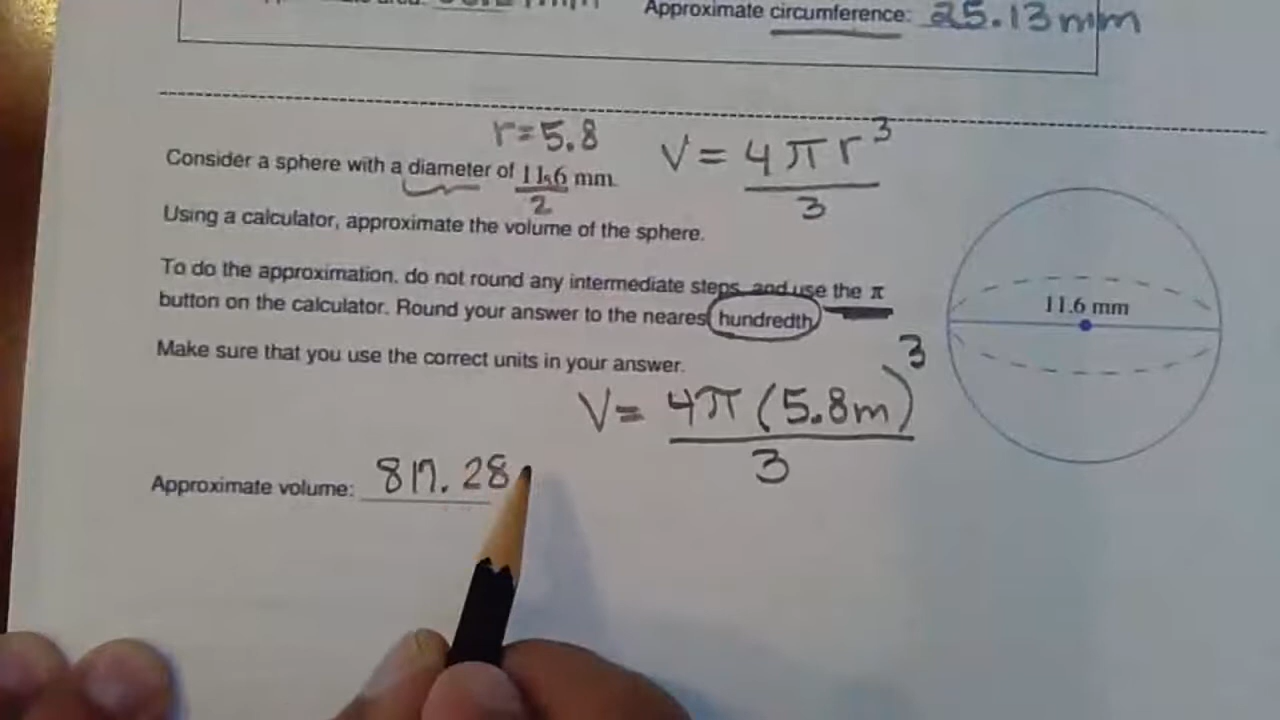 Approximate circumference: 25.13mm
r=5.8
V = 4πr³
3
Consider a sphere with a diameter of 11.6 mm.
2
Using a calculator, approximate the volume of the sphere.
To do the approximation, do not round any intermediate steps, and use the π
button on the calculator. Round your answer to the neares hundredth
11.6 mm
Make sure that you use the correct units in your answer.
V= 4π (5.8m)³
3
Approximate volume: 817.28